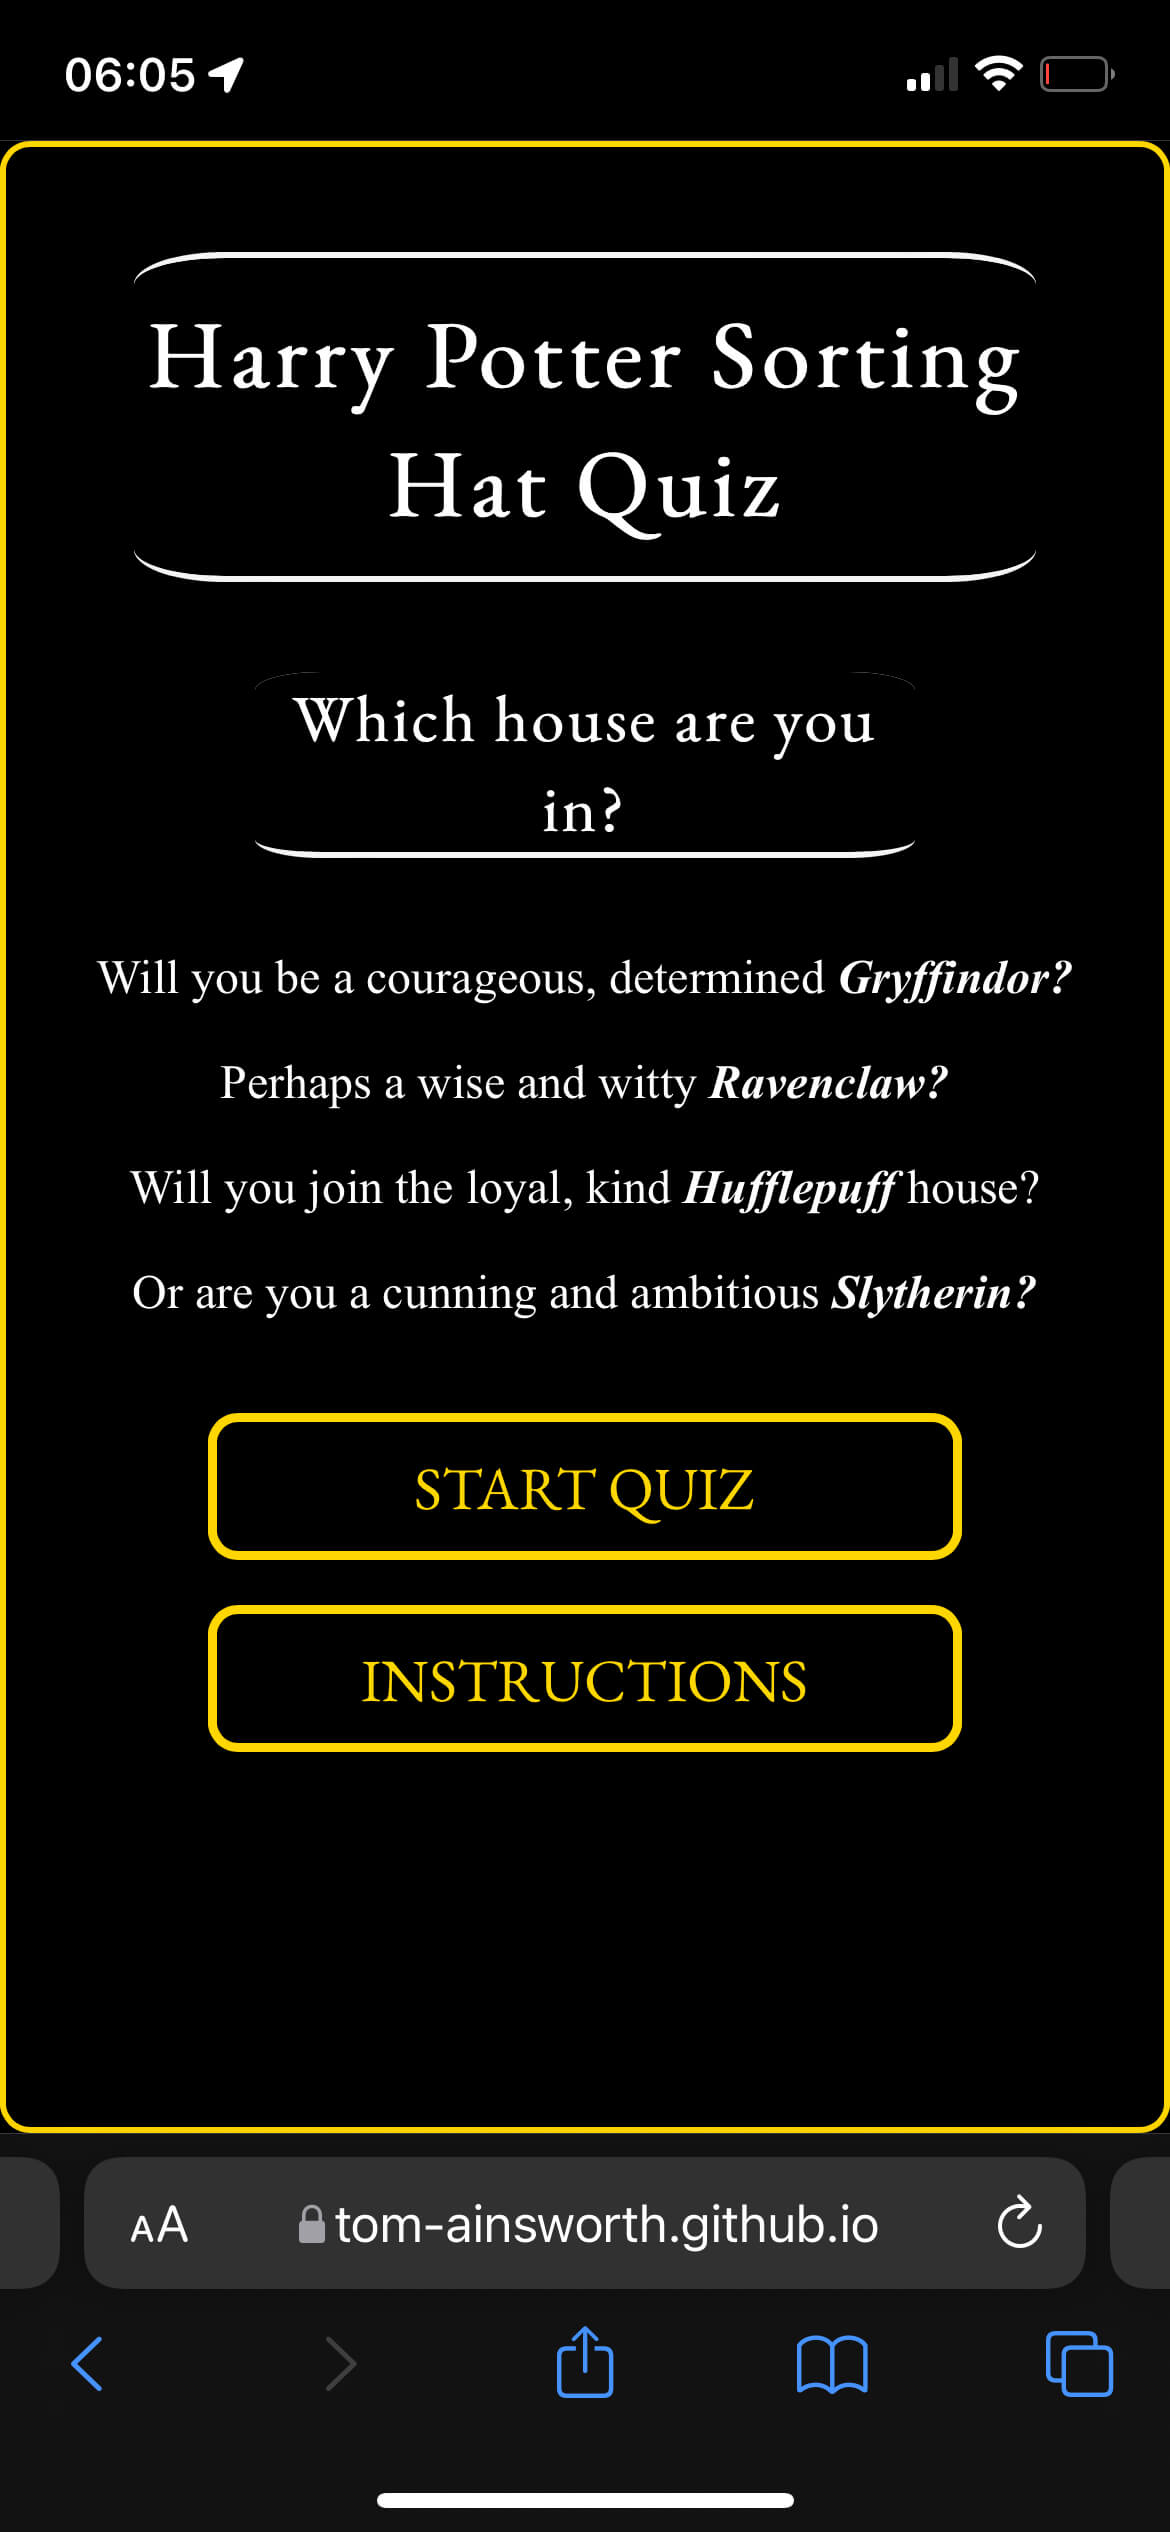 06:05
Harry Potter Sorting
Hat Quiz
Which house are you
in?
Will you be a courageous, determined Gryffindor?
Perhaps a wise and witty Ravenclaw?
Will you join the loyal, kind Hufflepuff house?
Or are you a cunning and ambitious Slytherin?
START QUIZ
INSTRUCTIONS
AA tom-ainsworth.github.io